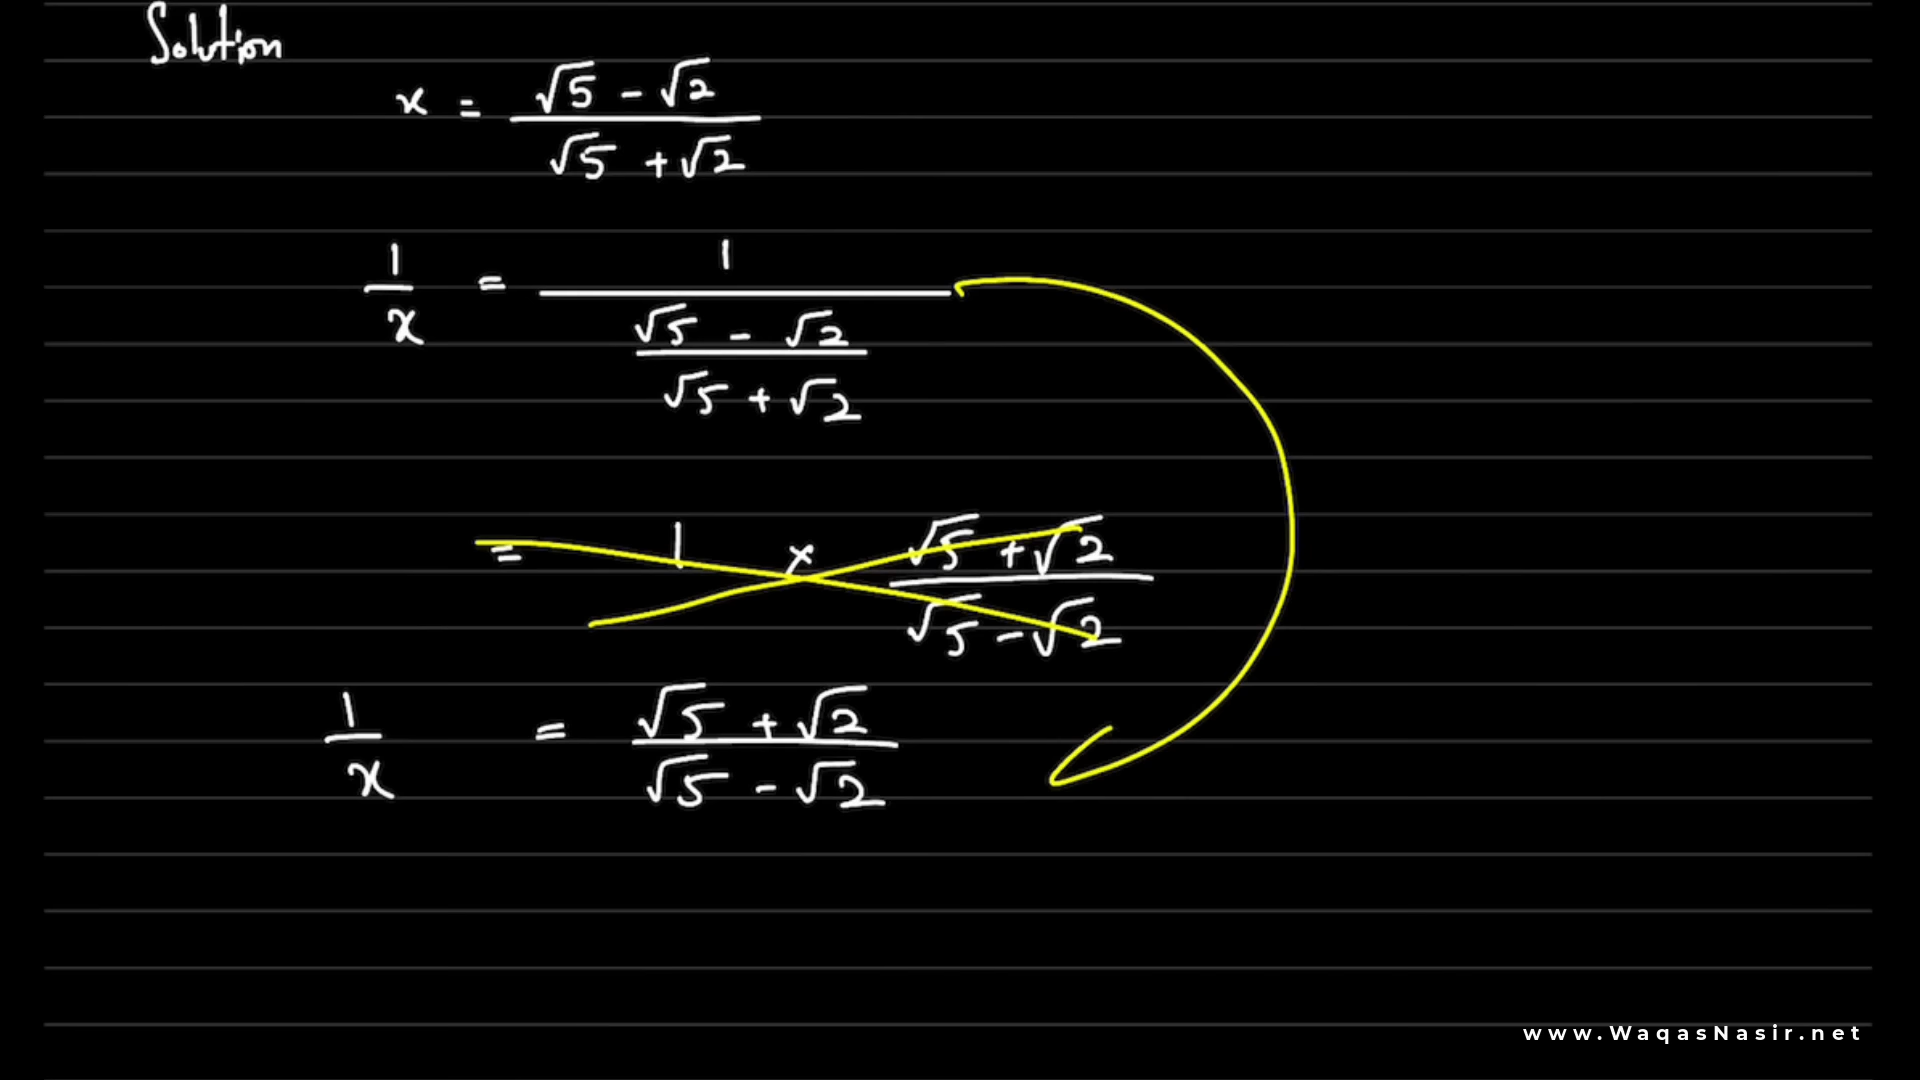 Solution
x = (√5 - √2) / (√5 + √2)
1/x = 1 / ((√5 - √2) / (√5 + √2))
= 1 × (√5 + √2) / (√5 - √2)
1/x = (√5 + √2) / (√5 - √2)
www.WaqasNasir.net